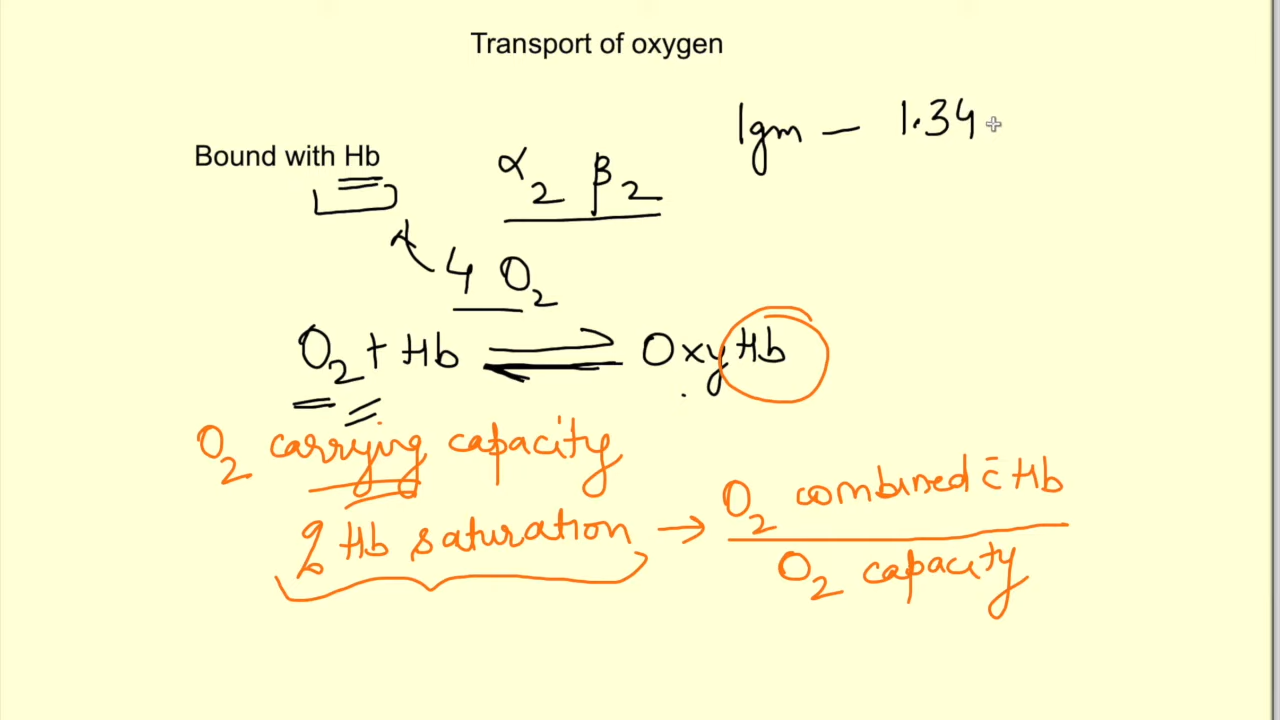 Transport of oxygen
1gm — 1.34
Bound with Hb
α2 β2
4 O2
O2 + Hb ⇌ OxyHb
O2 carrying capacity
% Hb saturation → O2 combined c̄ Hb
O2 capacity